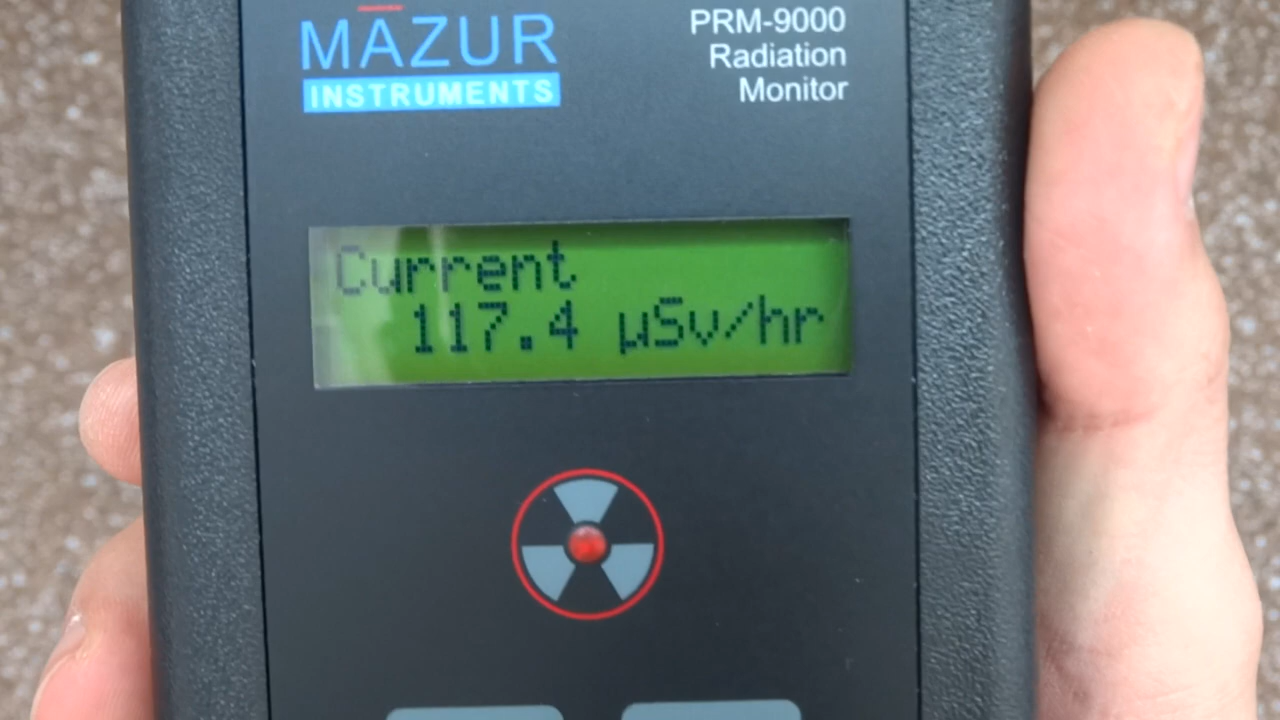 MAZUR
INSTRUMENTS
PRM-9000
Radiation
Monitor
Current
117.4 µSv/hr